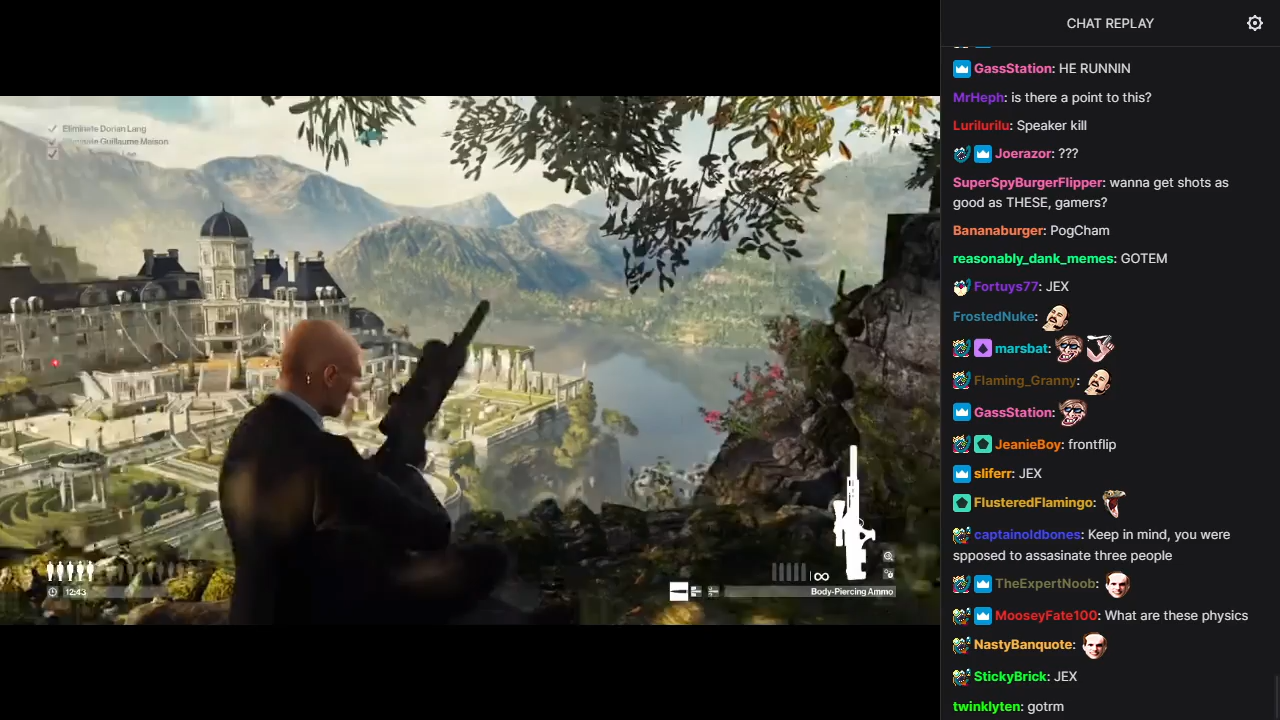 CHAT REPLAY
GassStation: HE RUNNIN
MrHeph: is there a point to this?
Lurilurilu: Speaker kill
Joerazor: ???
SuperSpyBurgerFlipper: wanna get shots as
good as THESE, gamers?
Bananaburger: PogCham
reasonably_dank_memes: GOTEM
Fortuys77: JEX
FrostedNuke:
marsbat:
Flaming_Granny:
GassStation:
JeanieBoy: frontflip
sliferr: JEX
FlusteredFlamingo:
captainoldbones: Keep in mind, you were
spposed to assasinate three people
TheExpertNoob:
MooseyFate100: What are these physics
NastyBanquote:
StickyBrick: JEX
twinklyten: gotrm
Eliminate Dorian Lang
Eliminate Guillaume Maison
12:43
∞
Body-Piercing Ammo